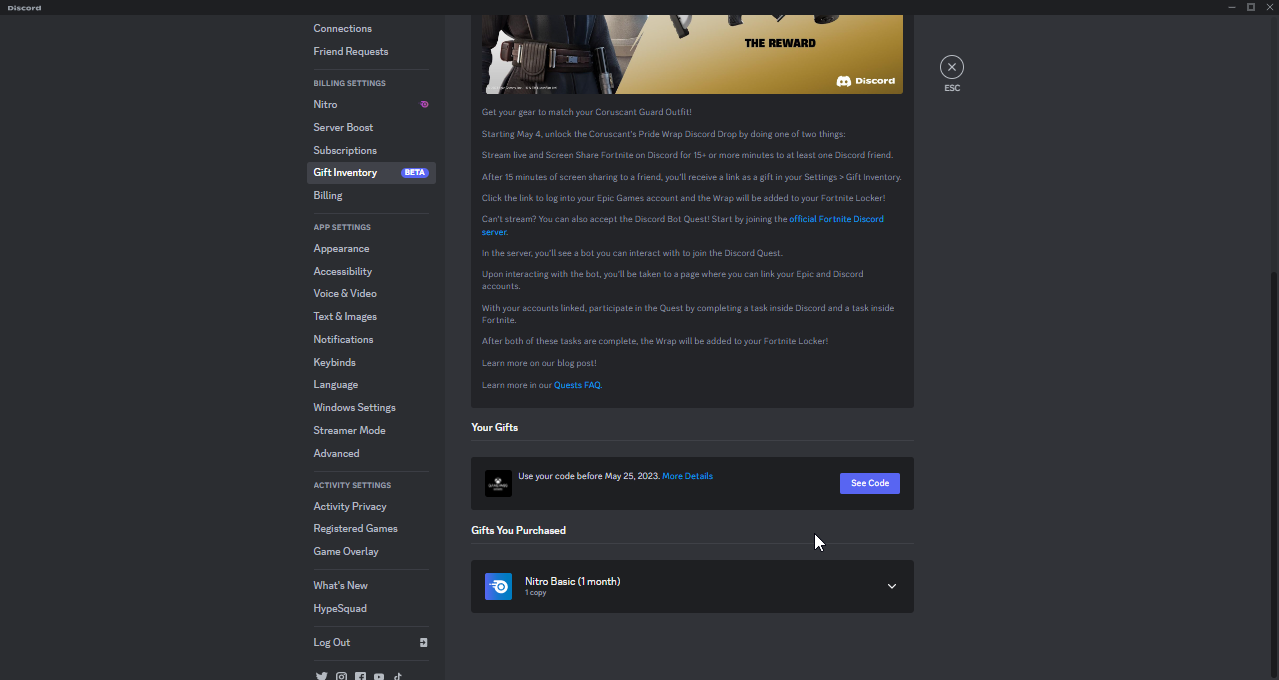 Discord
Connections
Friend Requests
BILLING SETTINGS
Nitro
Server Boost
Subscriptions
Gift Inventory BETA
Billing
APP SETTINGS
Appearance
Accessibility
Voice & Video
Text & Images
Notifications
Keybinds
Language
Windows Settings
Streamer Mode
Advanced
ACTIVITY SETTINGS
Activity Privacy
Registered Games
Game Overlay
What's New
HypeSquad
Log Out
THE REWARD
Discord
Get your gear to match your Coruscant Guard Outfit!
Starting May 4, unlock the Coruscant's Pride Wrap Discord Drop by doing one of two things:
Stream live and Screen Share Fortnite on Discord for 15+ or more minutes to at least one Discord friend.
After 15 minutes of screen sharing to a friend, you'll receive a link as a gift in your Settings > Gift Inventory.
Click the link to log into your Epic Games account and the Wrap will be added to your Fortnite Locker!
Can't stream? You can also accept the Discord Bot Quest! Start by joining the official Fortnite Discord
server.
In the server, you'll see a bot you can interact with to join the Discord Quest.
Upon interacting with the bot, you'll be taken to a page where you can link your Epic and Discord
accounts.
With your accounts linked, participate in the Quest by completing a task inside Discord and a task inside
Fortnite.
After both of these tasks are complete, the Wrap will be added to your Fortnite Locker!
Learn more on our blog post!
Learn more in our Quests FAQ.
Your Gifts
Use your code before May 25, 2023. More Details
See Code
Gifts You Purchased
Nitro Basic (1 month)
1 copy
ESC